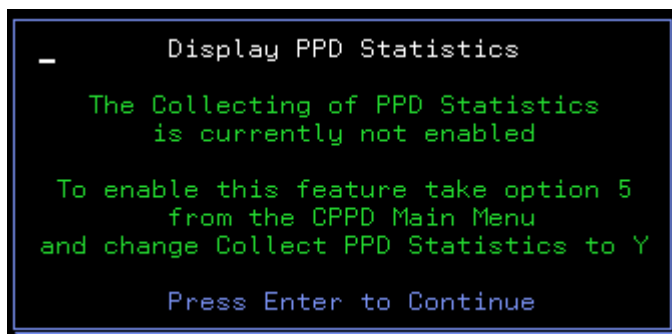 Display PPD Statistics
The Collecting of PPD Statistics
is currently not enabled
To enable this feature take option 5
from the CPPD Main Menu
and change Collect PPD Statistics to Y
Press Enter to Continue